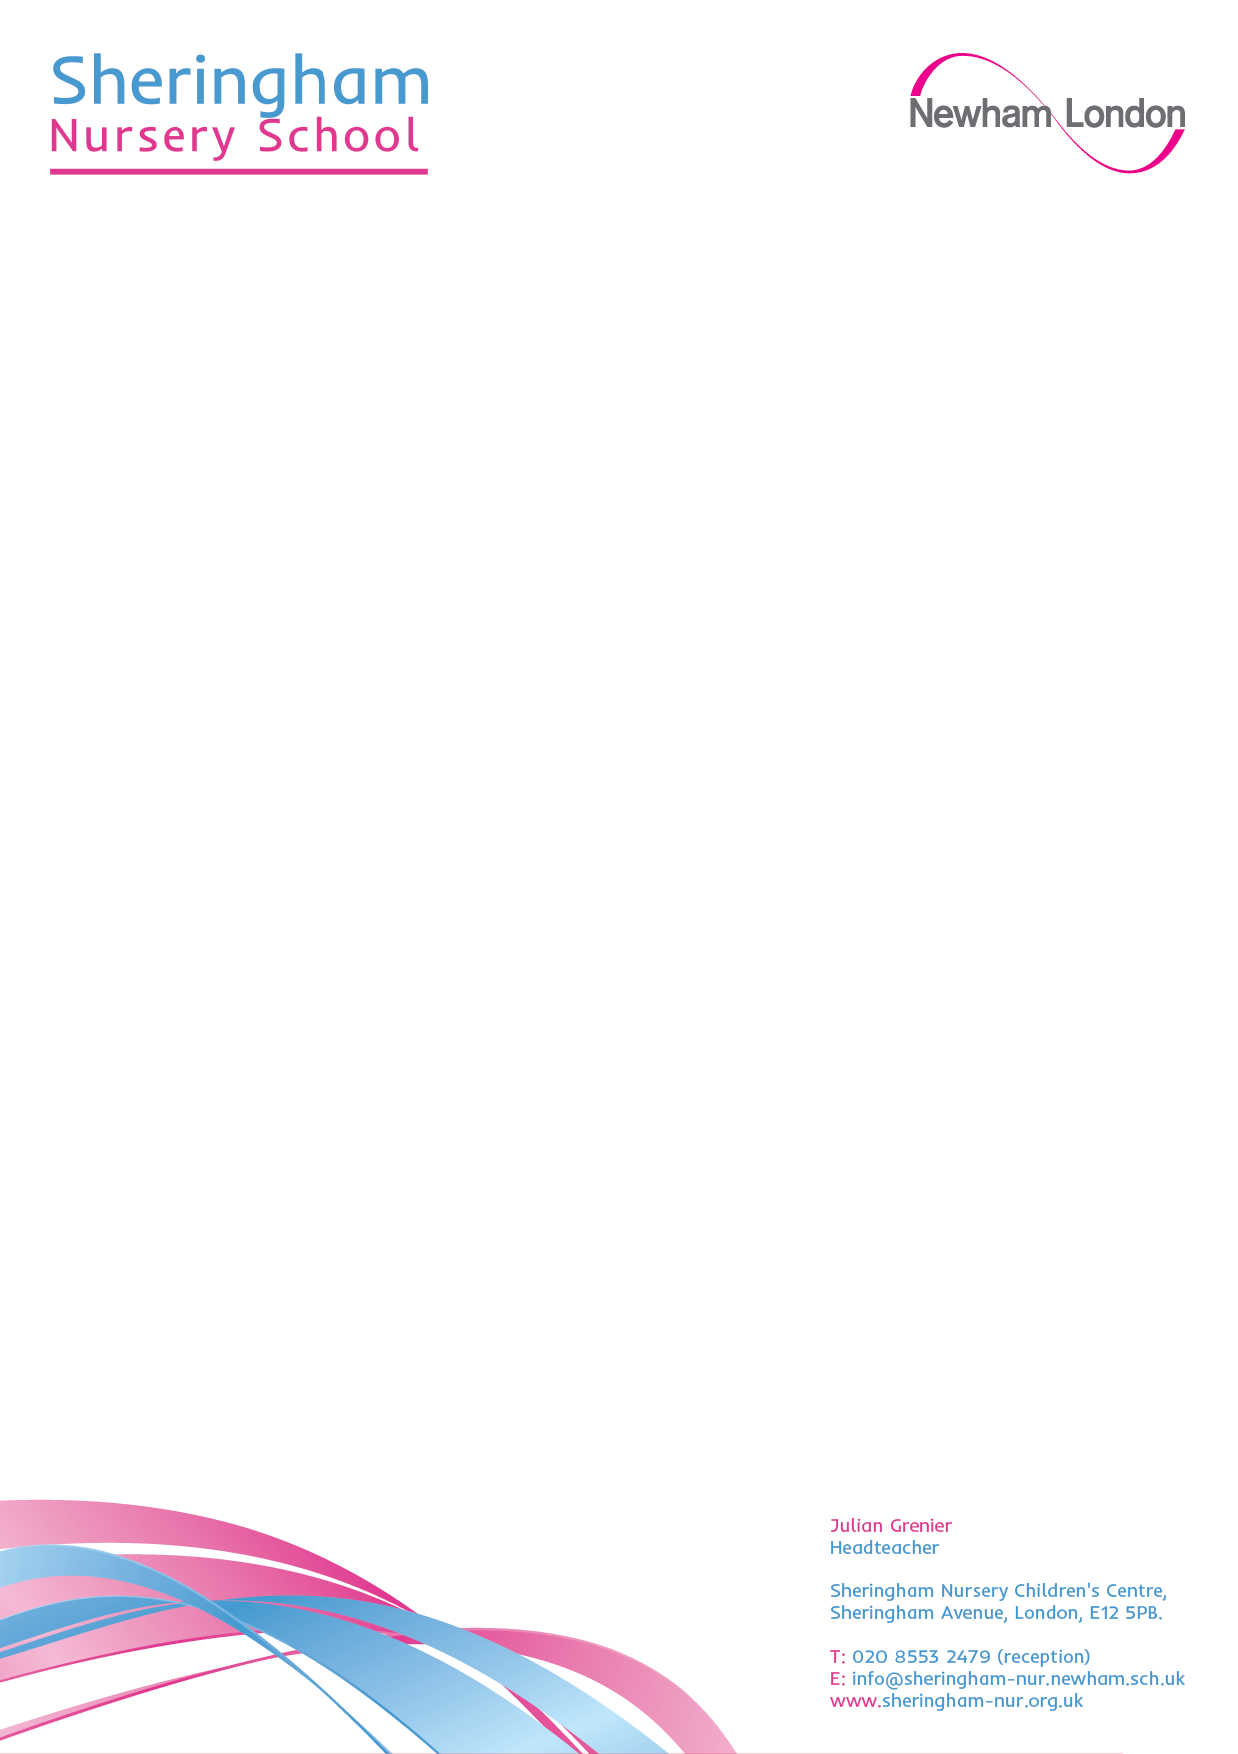 Sheringham
Nursery School
Newham London
Julian Grenier
Headteacher
Sheringham Nursery Children's Centre,
Sheringham Avenue, London, E12 5PB.
T: 020 8553 2479 (reception)
E: info@sheringham-nur.newham.sch.uk
www.sheringham-nur.org.uk